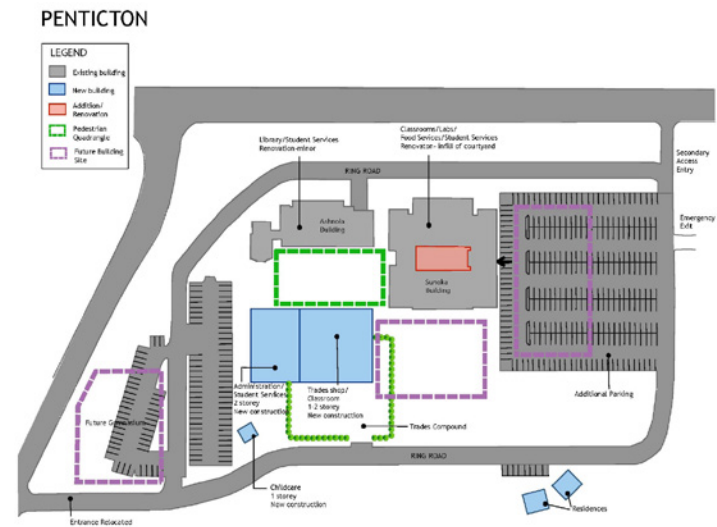 PENTICTON
LEGEND
Existing building
New building
Addition/
Renovation
Pedestrian
Quadrangle
Future Building
Site
Library/Student Services
Renovation-minor
Classrooms/Labs/
Food Sevices/Student Services
Renovaton- infill of courtyard
Secondary
Access
Entry
RING ROAD
Emergency
Exit
Ashnola
Building
Sunoka
Building
Administration/
Student Services
2 storey
New construction
Trades shop/
Classroom
1-2 storey
New construction
Additional Parking
Future Gymnasium
Trades Compound
RING ROAD
Childcare
1 storey
New construction
Residences
Entrance Relocated